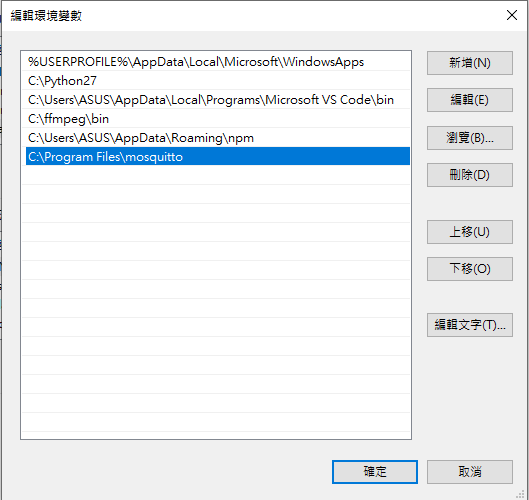 編輯環境變數
%USERPROFILE%\AppData\Local\Microsoft\WindowsApps
C:\Python27
C:\Users\ASUS\AppData\Local\Programs\Microsoft VS Code\bin
C:\ffmpeg\bin
C:\Users\ASUS\AppData\Roaming\npm
C:\Program Files\mosquitto
新增(N)
編輯(E)
瀏覽(B)...
刪除(D)
上移(U)
下移(O)
編輯文字(T)...
確定
取消